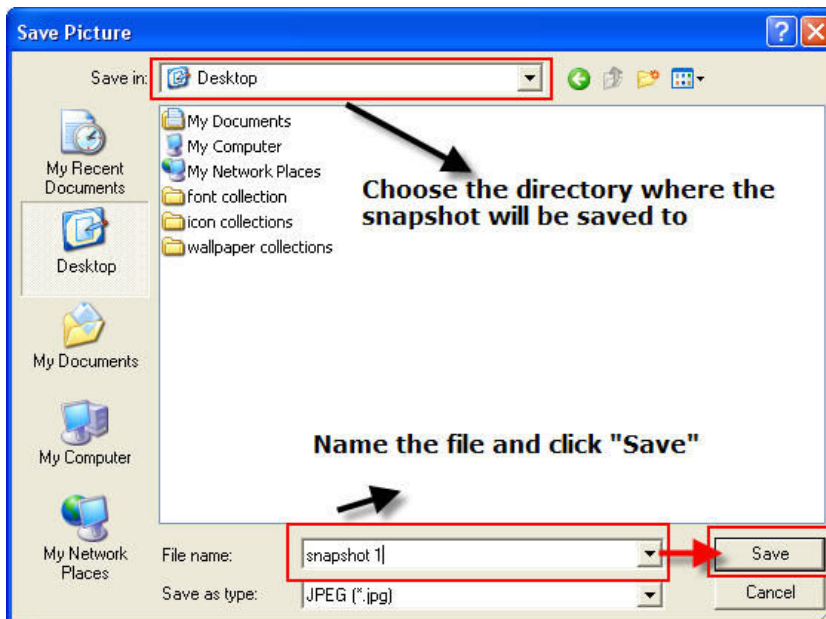 Save Picture
Save in:
Desktop
My Documents
My Computer
My Network Places
font collection
icon collections
wallpaper collections
Choose the directory where the
snapshot will be saved to
My Recent
Documents
Desktop
My Documents
My Computer
My Network
Places
Name the file and click "Save"
File name:
snapshot 1
Save
Save as type:
JPEG (*.jpg)
Cancel